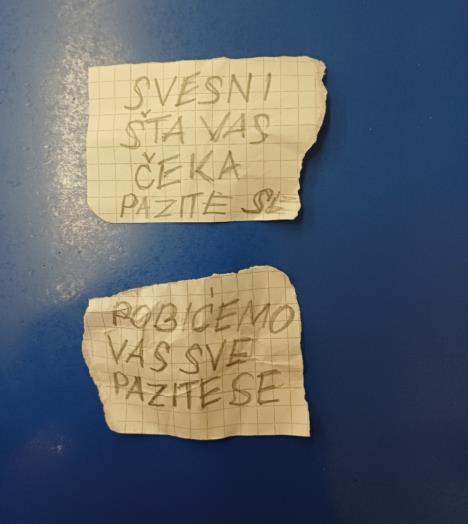 SVESNI
ŠTA VAS
ČEKA
PAZITE SE
POBIĆEMO
VAS SVE
PAZITE SE